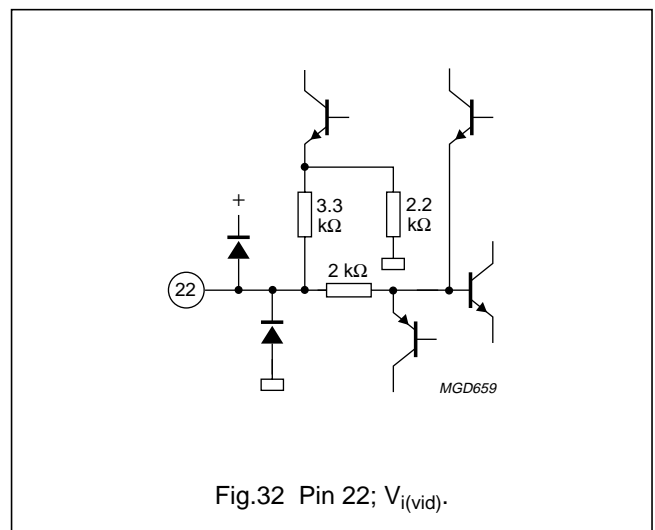 +
3.3
kΩ
2.2
kΩ
2 kΩ
22
MGD659
Fig.32 Pin 22; Vi(vid).